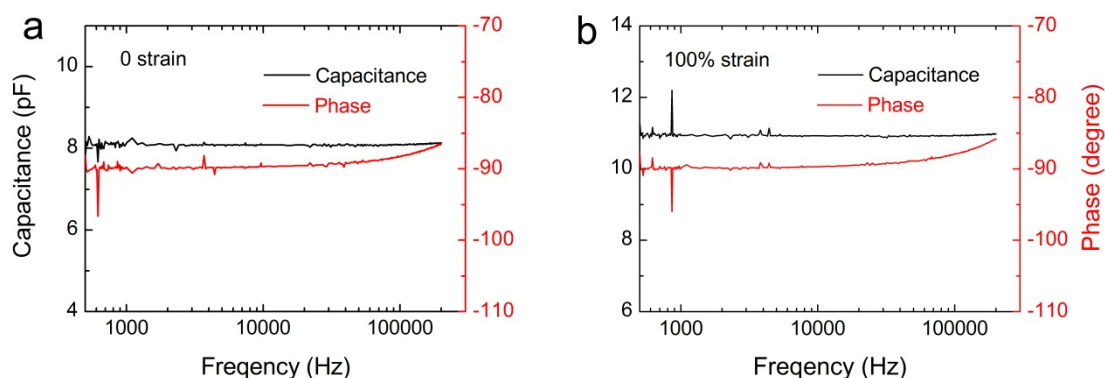 a
0 strain
Capacitance
Phase
Capacitance (pF)
10
8
6
4
-70
-80
-90
-100
-110
1000
10000
100000
Freqency (Hz)
b
100% strain
Capacitance
Phase
14
12
10
8
6
-70
-80
-90
-100
-110
Phase (degree)
1000
10000
100000
Freqency (Hz)